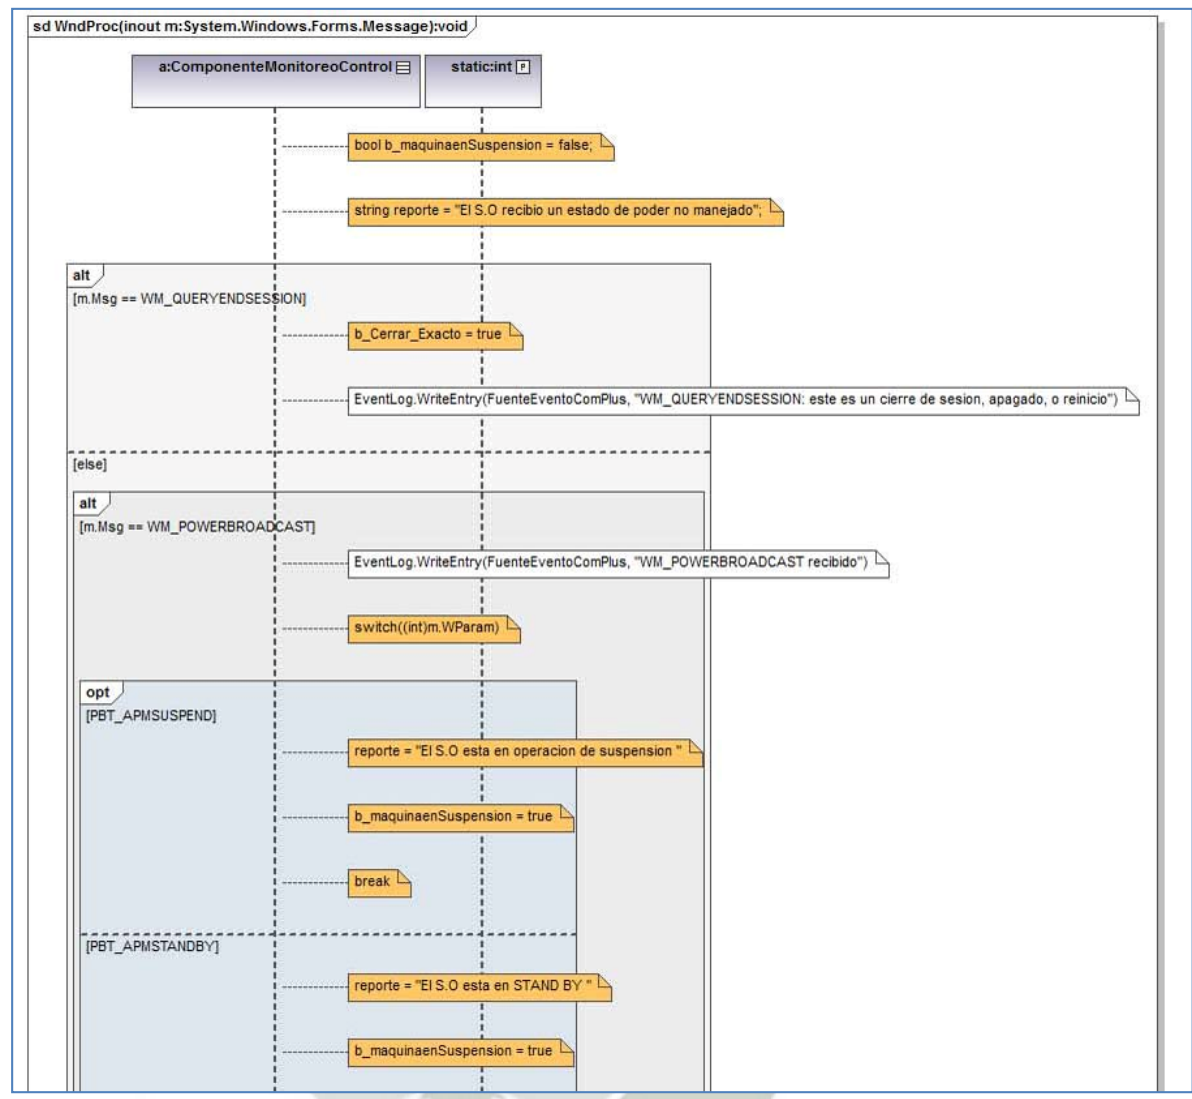 sd WndProc(inout m:System.Windows.Forms.Message):void
a:ComponenteMonitoreoControl
static:int P
bool b_maquinaenSuspension = false;
string reporte = "El S.O recibio un estado de poder no manejado";
alt
[m.Msg == WM_QUERYENDSESSION]
b_Cerrar_Exacto = true
EventLog.WriteEntry(FuenteEventoComPlus, "WM_QUERYENDSESSION: este es un cierre de sesion, apagado, o reinicio")
[else]
alt
[m.Msg == WM_POWERBROADCAST]
EventLog.WriteEntry(FuenteEventoComPlus, "WM_POWERBROADCAST recibido")
switch((int)m.WParam)
opt
[PBT_APMSUSPEND]
reporte = "El S.O esta en operacion de suspension "
b_maquinaenSuspension = true
break
[PBT_APMSTANDBY]
reporte = "El S.O esta en STAND BY "
b_maquinaenSuspension = true